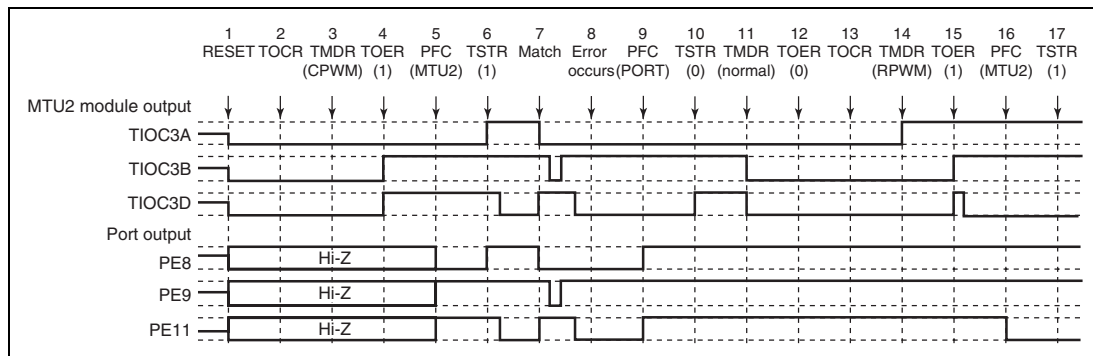 1 2 3 4 5 6 7 8 9 10 11 12 13 14 15 16 17
RESET TOCR TMDR TOER PFC TSTR Match Error PFC TSTR TMDR TOER TOCR TMDR TOER PFC TSTR
(CPWM) (1) (MTU2) (1) occurs (PORT) (0) (normal) (0) (RPWM) (1) (MTU2) (1)
MTU2 module output
TIOC3A
TIOC3B
TIOC3D
Port output
PE8 Hi-Z
PE9 Hi-Z
PE11 Hi-Z